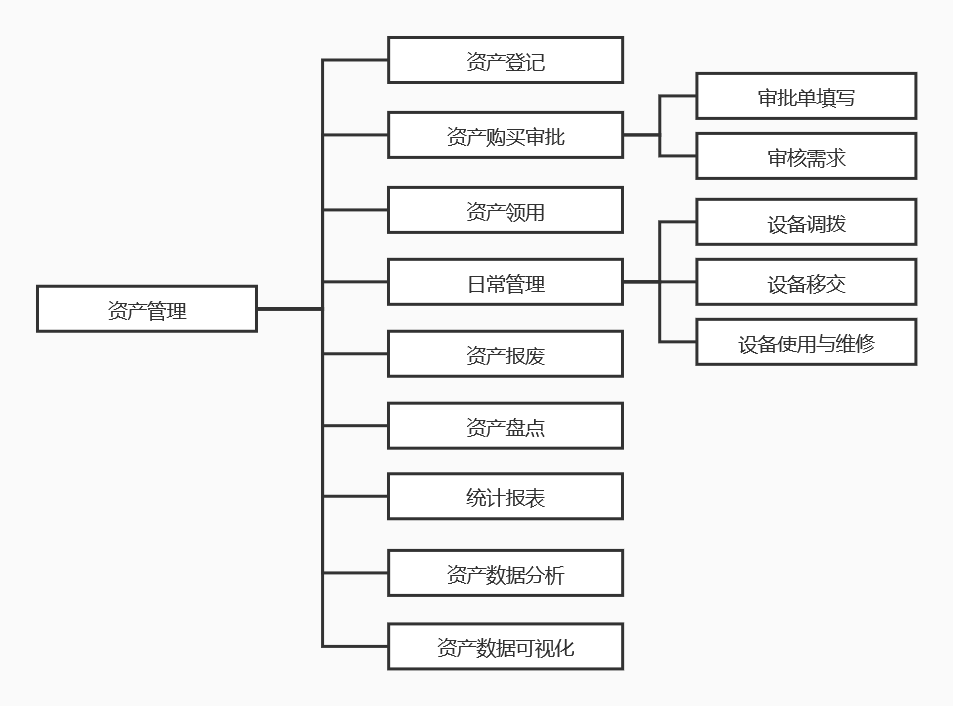 资产管理
资产登记
资产购买审批
审批单填写
审核需求
资产领用
日常管理
设备调拨
设备移交
设备使用与维修
资产报废
资产盘点
统计报表
资产数据分析
资产数据可视化